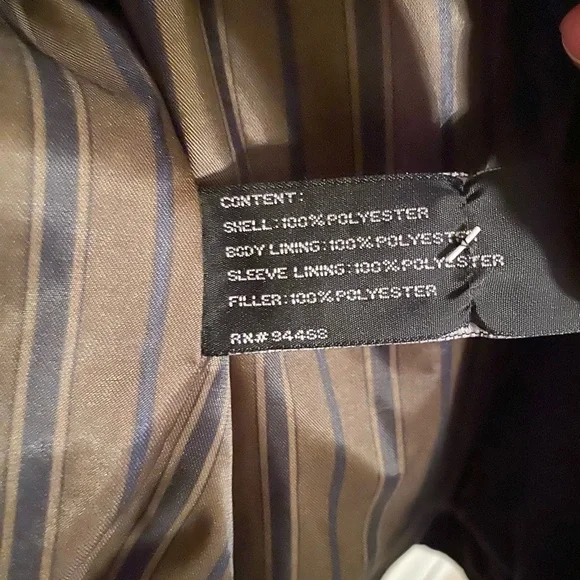 CONTENT:
SHELL:100%POLYESTER
BODY LINING:100%POLYESTER
SLEEVE LINING:100%POLYESTER
FILLER:100%POLYESTER
RN#94468